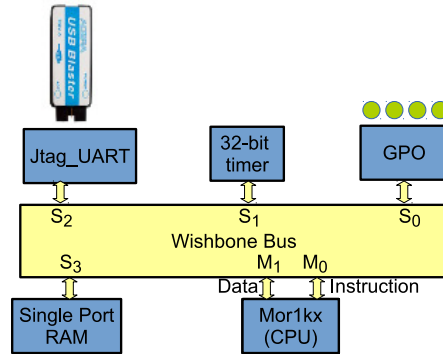 USB Blaster
Jtag_UART
32-bit
timer
GPO
S2
S1
S0
Wishbone Bus
S3
M1
M0
Data
Instruction
Single Port
RAM
Mor1kx
(CPU)